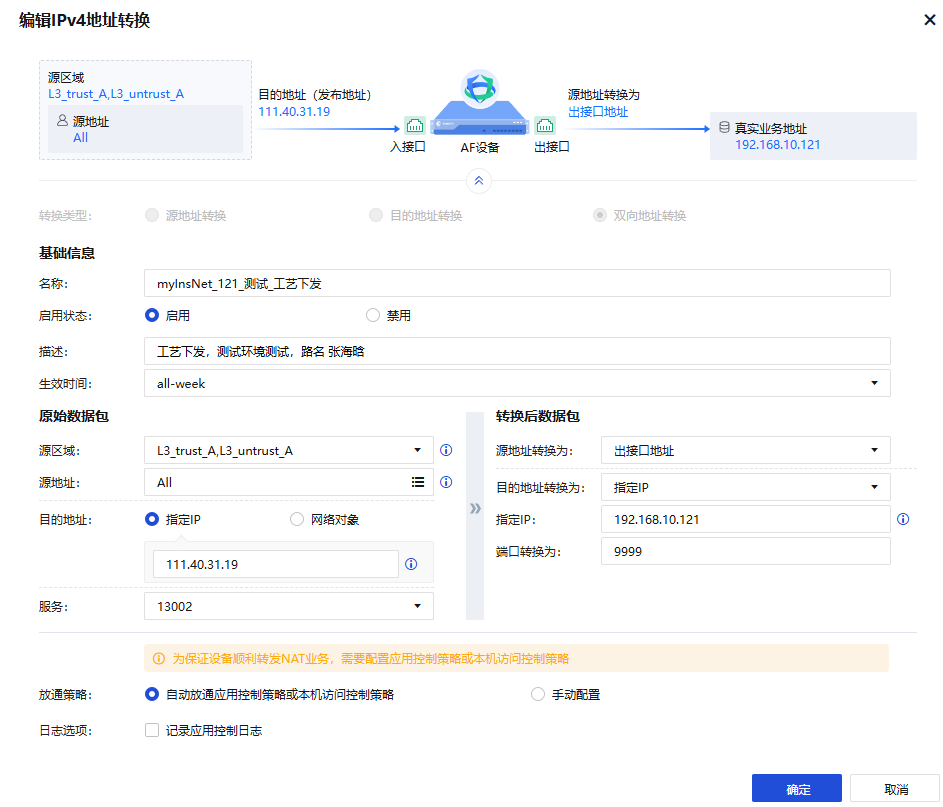 编辑IPv4地址转换
源区域
L3_trust_A,L3_untrust_A
源地址
All
目的地址（发布地址）
111.40.31.19
入接口
AF设备
出接口
源地址转换为
出接口地址
真实业务地址
192.168.10.121
转换类型: 源地址转换 目的地址转换 双向地址转换
基础信息
名称: myInsNet_121_测试_工艺下发
启用状态: 启用 禁用
描述: 工艺下发，测试环境测试，路名 张海晗
生效时间: all-week
原始数据包
源区域: L3_trust_A,L3_untrust_A
源地址: All
目的地址: 指定IP 网络对象
111.40.31.19
服务: 13002
转换后数据包
源地址转换为: 出接口地址
目的地址转换为: 指定IP
指定IP: 192.168.10.121
端口转换为: 9999
为保证设备顺利转发NAT业务，需要配置应用控制策略或本机访问控制策略
放通策略: 自动放通应用控制策略或本机访问控制策略 手动配置
日志选项: 记录应用控制日志
确定 取消